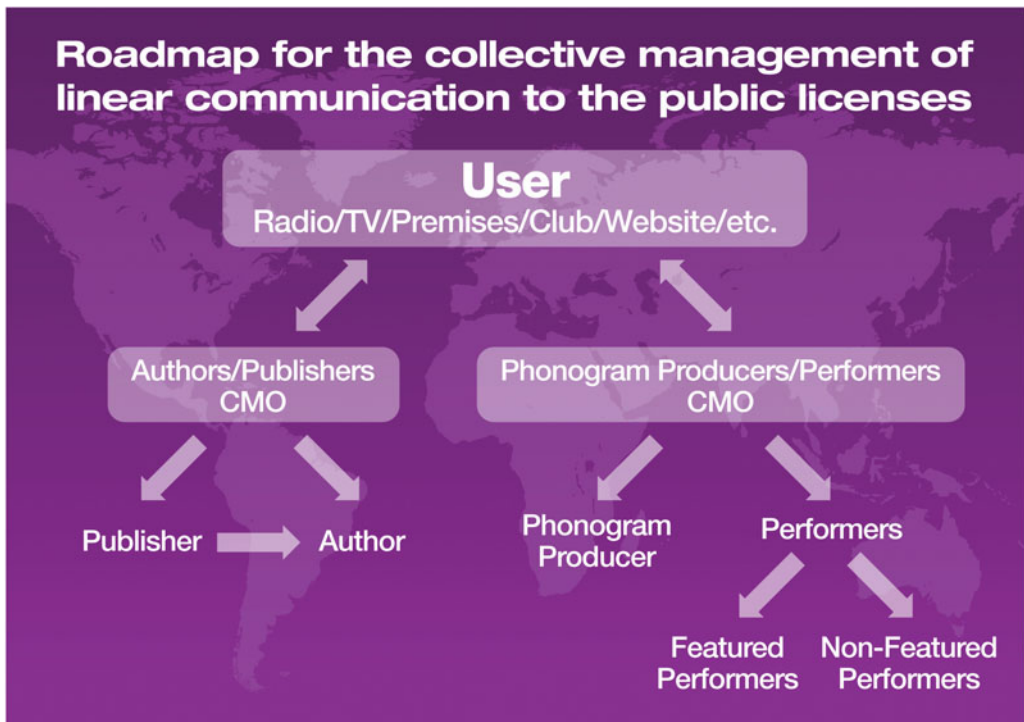 Roadmap for the collective management of
linear communication to the public licenses
User
Radio/TV/Premises/Club/Website/etc.
Authors/Publishers
CMO
Phonogram Producers/Performers
CMO
Publisher
Author
Phonogram
Producer
Performers
Featured
Performers
Non-Featured
Performers